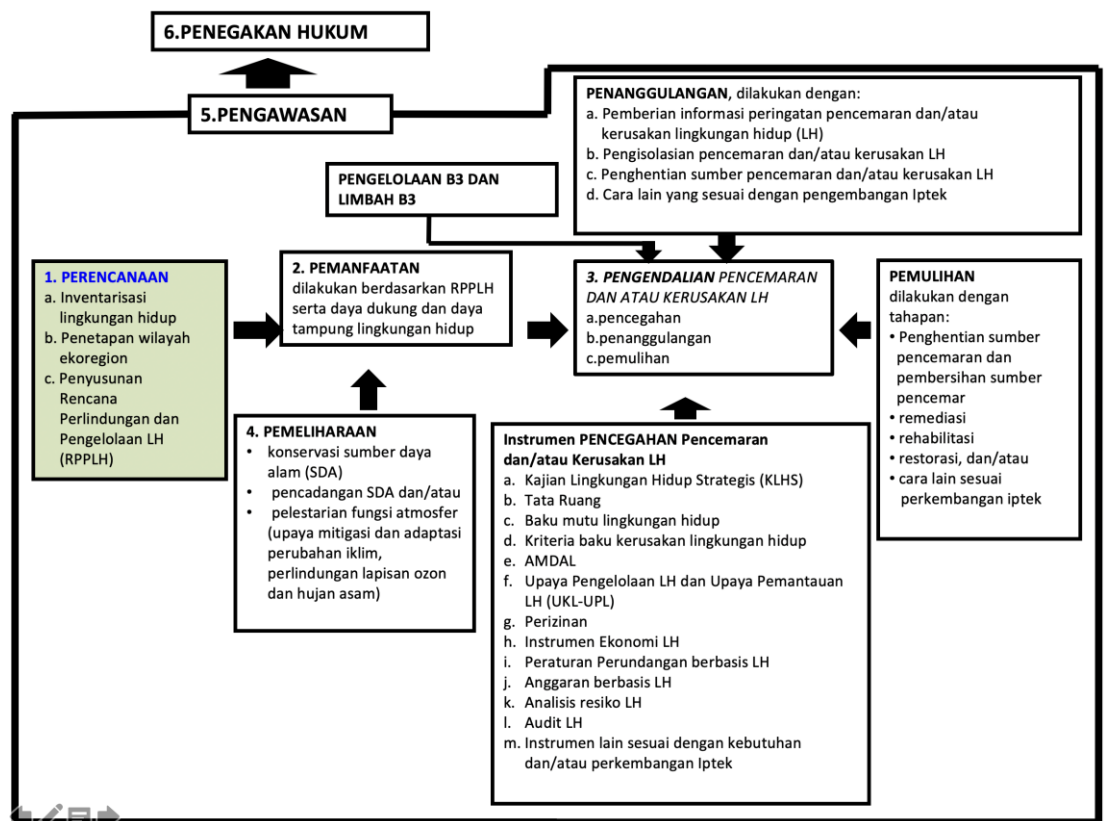 6.PENEGAKAN HUKUM
5.PENGAWASAN
PENANGGULANGAN, dilakukan dengan:
a. Pemberian informasi peringatan pencemaran dan/atau
kerusakan lingkungan hidup (LH)
b. Pengisolasian pencemaran dan/atau kerusakan LH
c. Penghentian sumber pencemaran dan/atau kerusakan LH
d. Cara lain yang sesuai dengan pengembangan Iptek
PENGELOLAAN B3 DAN
LIMBAH B3
1. PERENCANAAN
a. Inventarisasi
lingkungan hidup
b. Penetapan wilayah
ekoregion
c. Penyusunan
Rencana
Perlindungan dan
Pengelolaan LH
(RPPLH)
2. PEMANFAATAN
dilakukan berdasarkan RPPLH
serta daya dukung dan daya
tampung lingkungan hidup
3. PENGENDALIAN PENCEMARAN
DAN ATAU KERUSAKAN LH
a.pencegahan
b.penanggulangan
c.pemulihan
PEMULIHAN
dilakukan dengan
tahapan:
• Penghentian sumber
pencemaran dan
pembersihan sumber
pencemar
• remediasi
• rehabilitasi
• restorasi, dan/atau
• cara lain sesuai
perkembangan iptek
4. PEMELIHARAAN
• konservasi sumber daya
alam (SDA)
• pencadangan SDA dan/atau
• pelestarian fungsi atmosfer
(upaya mitigasi dan adaptasi
perubahan iklim,
perlindungan lapisan ozon
dan hujan asam)
Instrumen PENCEGAHAN Pencemaran
dan/atau Kerusakan LH
a. Kajian Lingkungan Hidup Strategis (KLHS)
b. Tata Ruang
c. Baku mutu lingkungan hidup
d. Kriteria baku kerusakan lingkungan hidup
e. AMDAL
f. Upaya Pengelolaan LH dan Upaya Pemantauan
LH (UKL-UPL)
g. Perizinan
h. Instrumen Ekonomi LH
i. Peraturan Perundangan berbasis LH
j. Anggaran berbasis LH
k. Analisis resiko LH
l. Audit LH
m. Instrumen lain sesuai dengan kebutuhan
dan/atau perkembangan Iptek